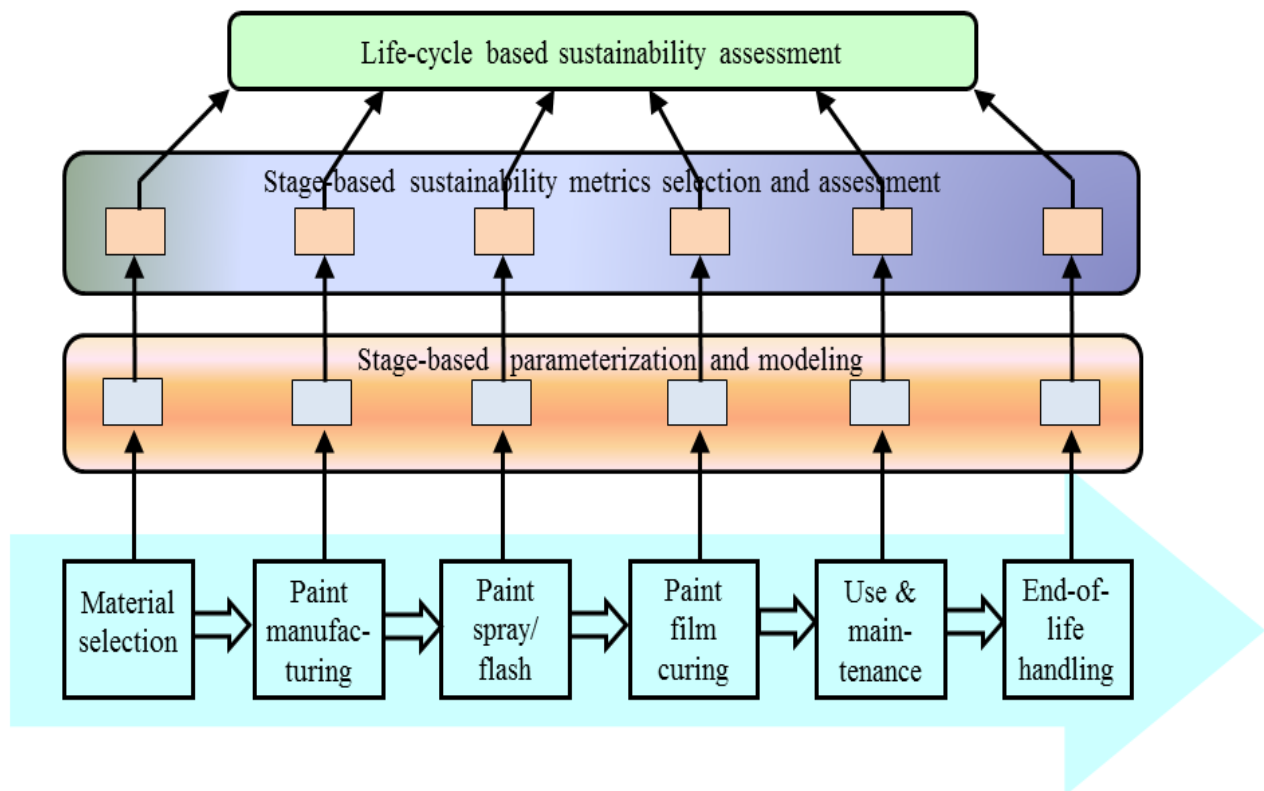 Life-cycle based sustainability assessment
Stage-based sustainability metrics selection and assessment
Stage-based parameterization and modeling
Material
selection
Paint
manufac-
turing
Paint
spray/
flash
Paint
film
curing
Use &
main-
tenance
End-of-
life
handling